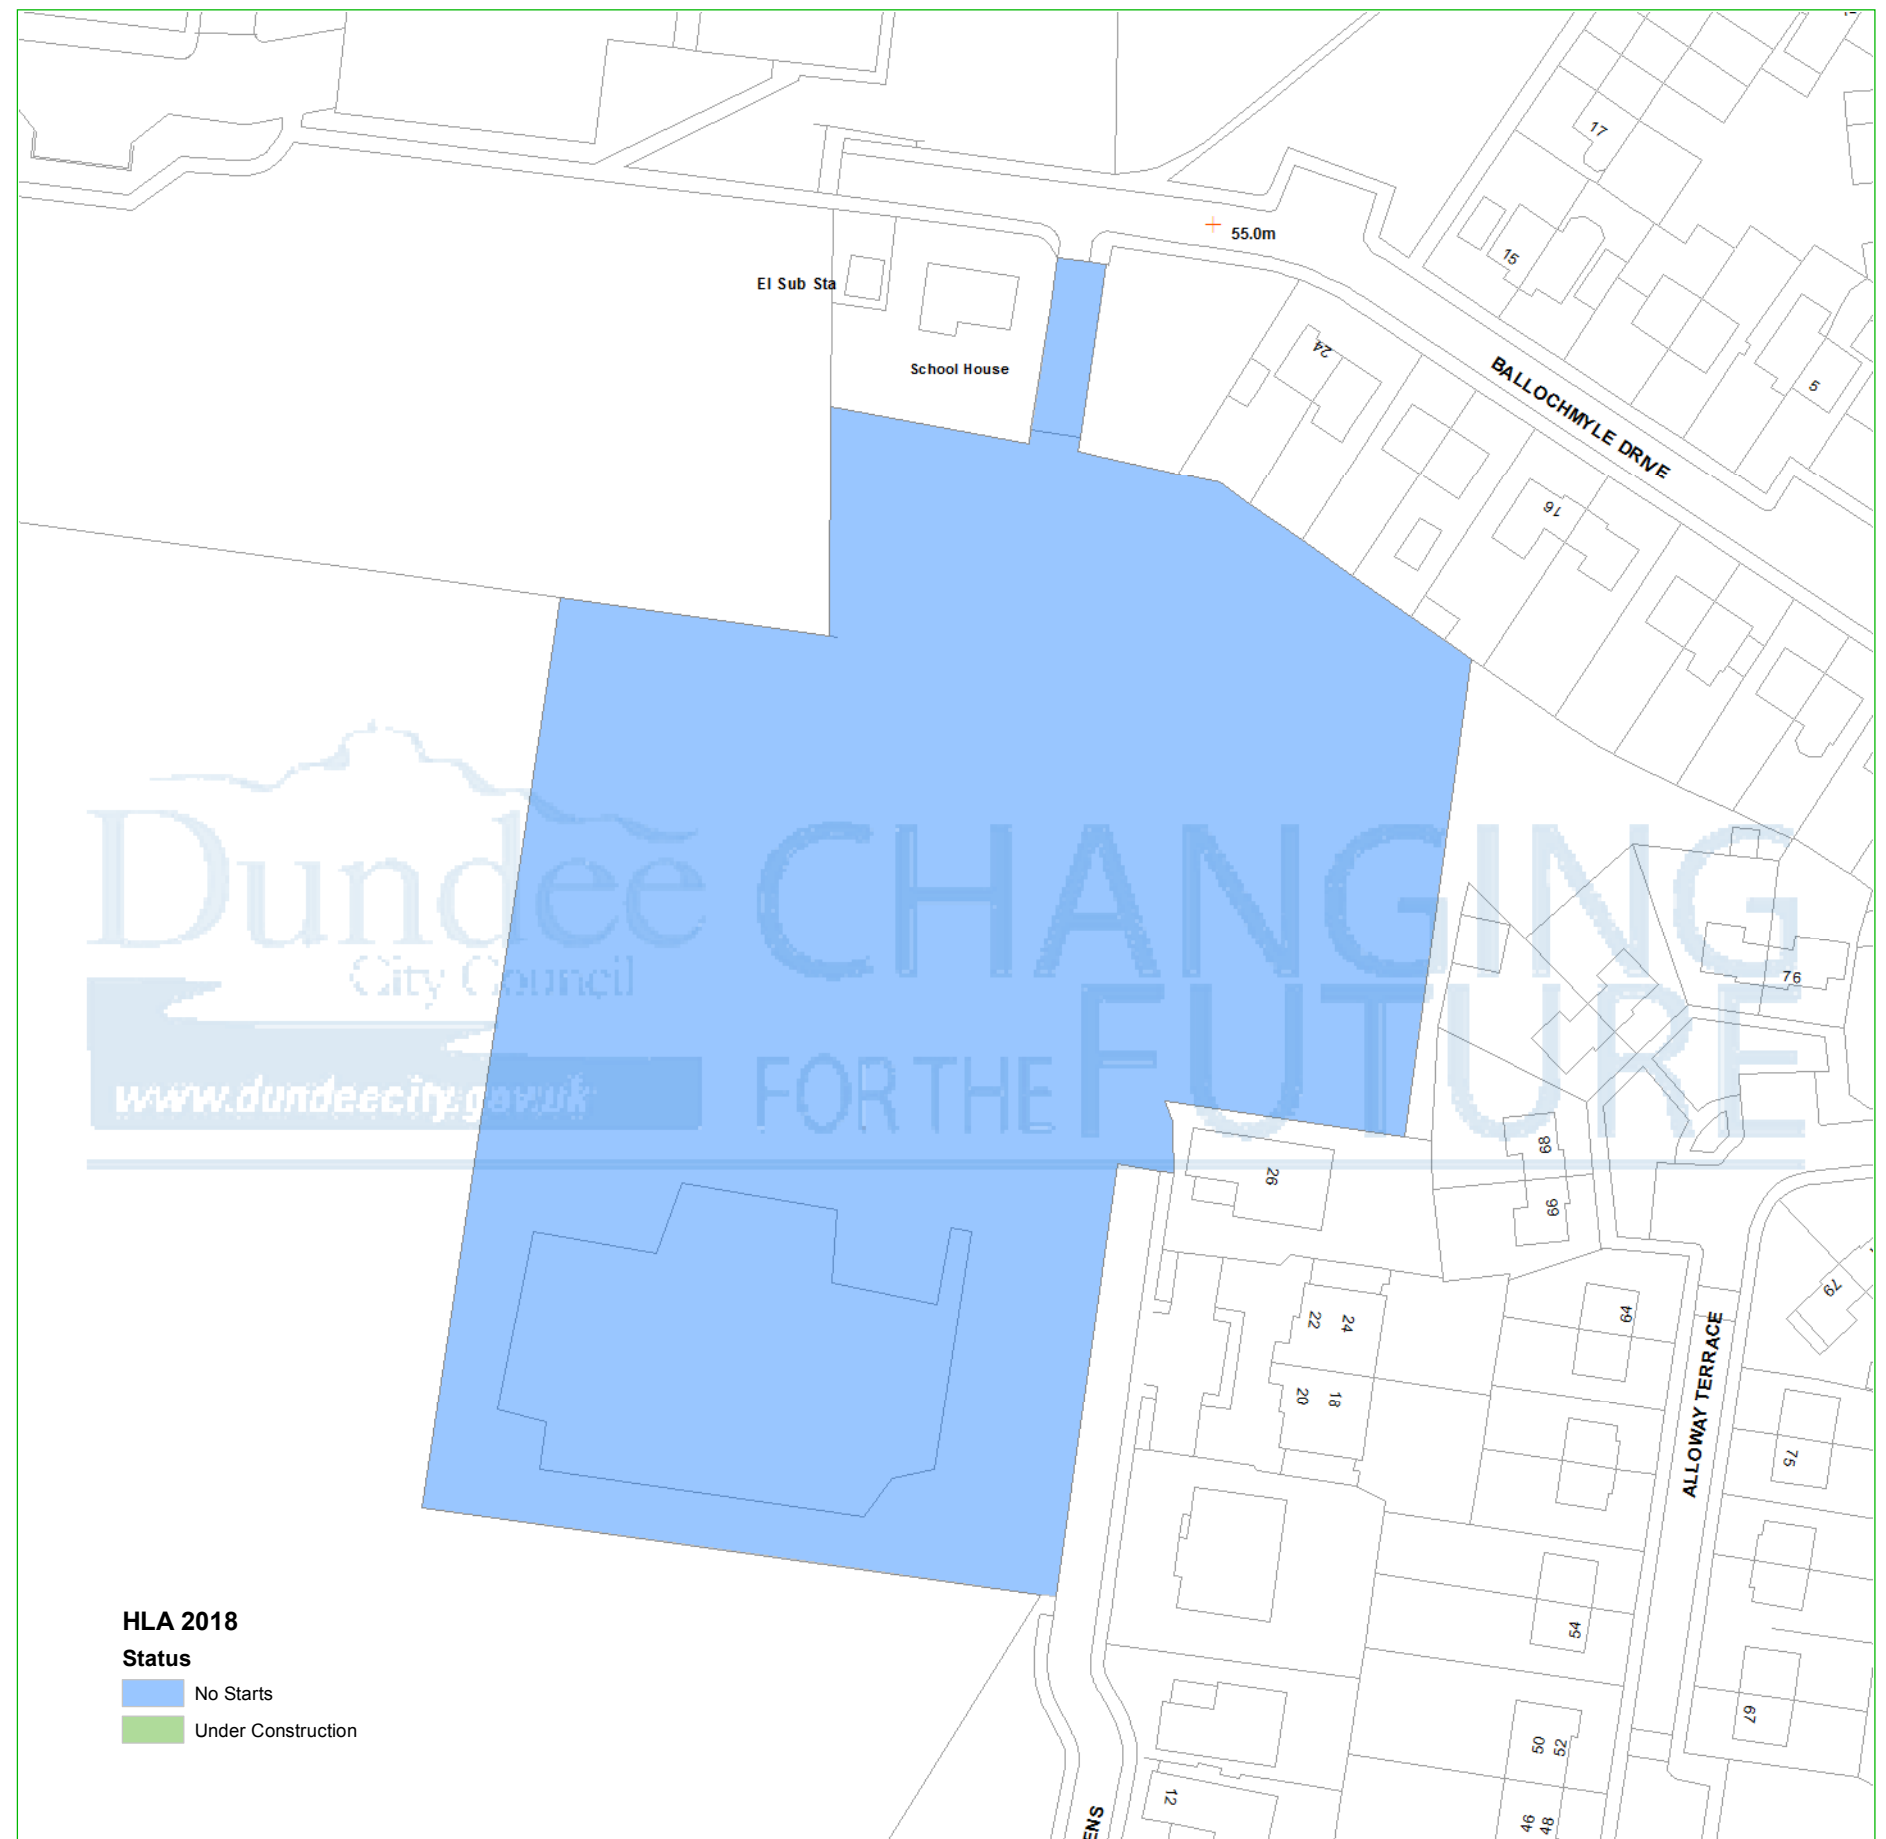 17
55.0m
15
El Sub Sta
24
School House
5
BALLOCHMYLE DRIVE
16
Dundee
City Council
www.dundeecity.gov.uk
CHANGING
FOR THE FUTURE
76
68
26
66
79
22 24
64
20 18
ALLOWAY TERRACE
75
54
HLA 2018
Status
No Starts
Under Construction
67
50 52
12
46 48
ENS